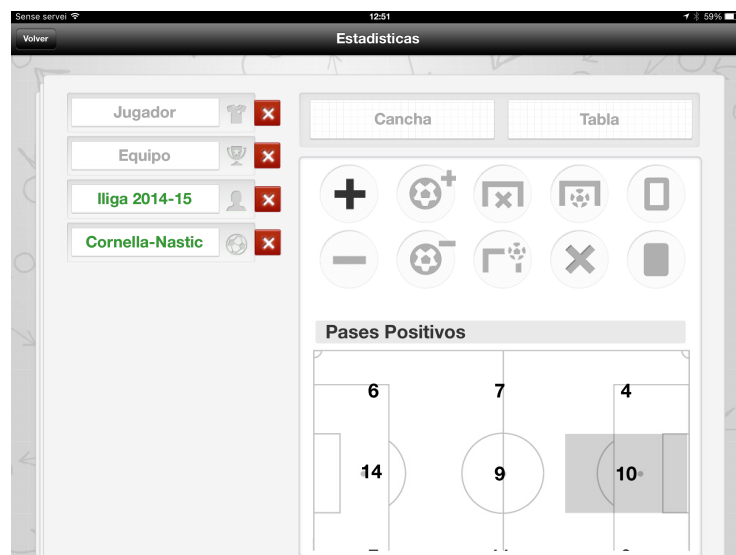 Sense servei 12:51 59%
Volver Estadisticas
Jugador
Equipo
lliga 2014-15
Cornella-Nastic
Cancha Tabla
Pases Positivos
6 7 4
14 9 10